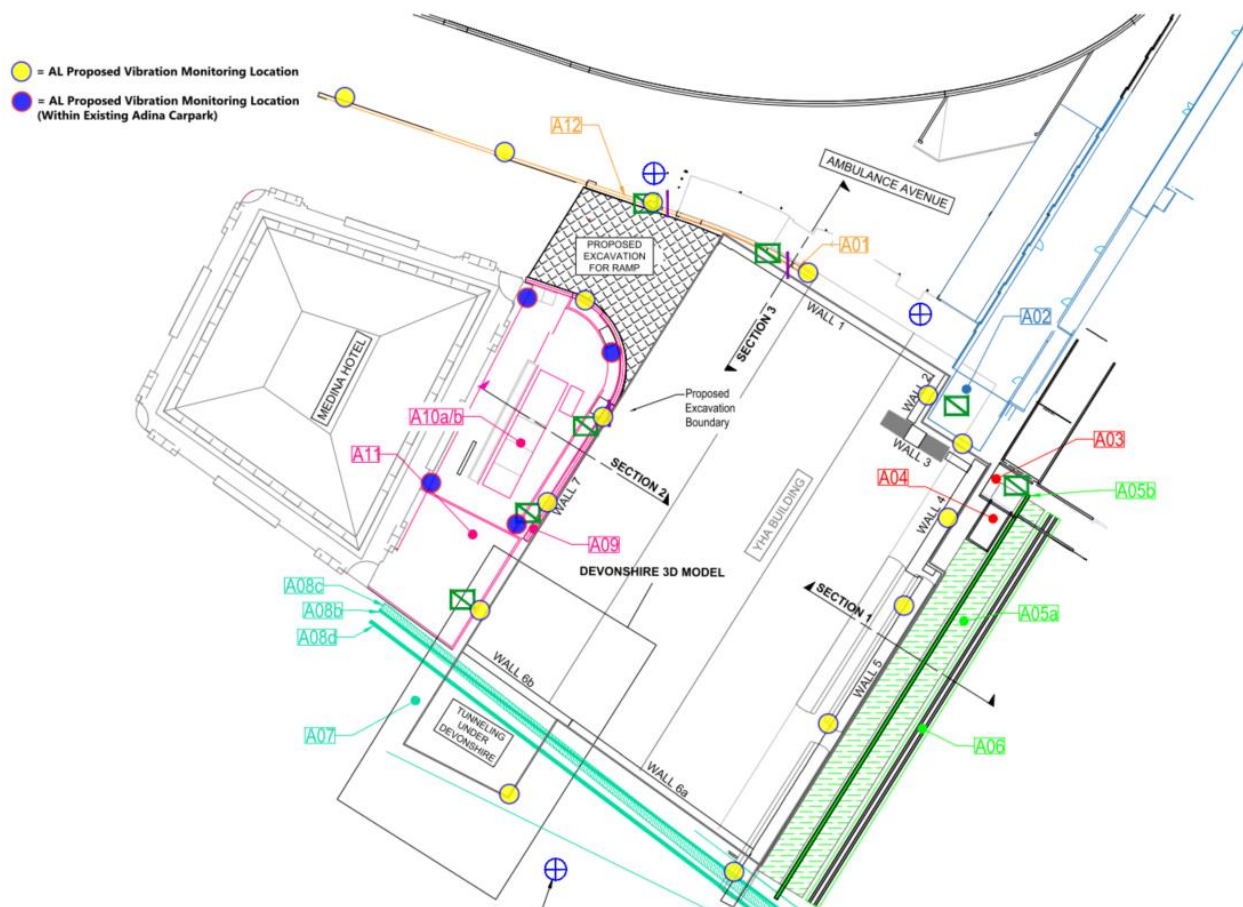 = AL Proposed Vibration Monitoring Location
= AL Proposed Vibration Monitoring Location
(Within Existing Adina Carpark)
A12
AMBULANCE AVENUE
PROPOSED
EXCAVATION
FOR RAMP
A01
WALL 1
SECTION 3
A02
MEDINA HOTEL
WALL 2
Proposed
Excavation
Boundary
A10a/b
WALL 3
A03
A11
SECTION 2
A04
A05b
WALL 7
YHA BUILDING
WALL 4
A09
DEVONSHIRE 3D MODEL
A08c
A08b
A08d
SECTION 1
A05a
WALL 6b
WALL 5
TUNNELING
UNDER
DEVONSHIRE
A07
A06
WALL 6a